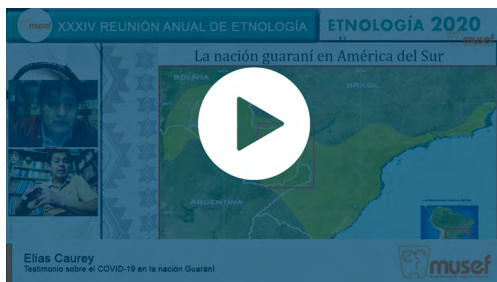 musef
XXXIV REUNIÓN ANUAL DE ETNOLOGÍA
ETNOLOGÍA 2020
musef
La nación guaraní en América del Sur
BOLIVIA
BRASIL
ARGENTINA
Elias Caurey
Testimonio sobre el COVID-19 en la nación Guaraní
musef